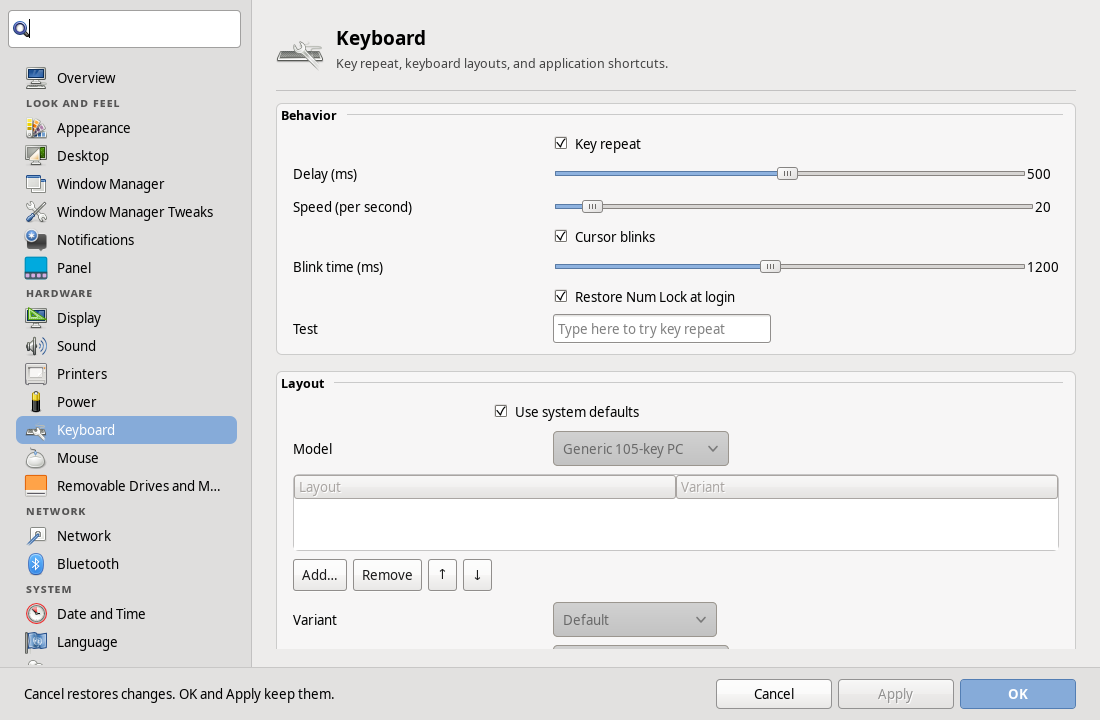 Overview
LOOK AND FEEL
Appearance
Desktop
Window Manager
Window Manager Tweaks
Notifications
Panel
HARDWARE
Display
Sound
Printers
Power
Keyboard
Mouse
Removable Drives and M...
NETWORK
Network
Bluetooth
SYSTEM
Date and Time
Language
Keyboard
Key repeat, keyboard layouts, and application shortcuts.
Behavior
Key repeat
Delay (ms) 500
Speed (per second) 20
Cursor blinks
Blink time (ms) 1200
Restore Num Lock at login
Test Type here to try key repeat
Layout
Use system defaults
Model Generic 105-key PC
Layout Variant
Add... Remove ↑ ↓
Variant Default
Cancel restores changes. OK and Apply keep them.
Cancel Apply OK